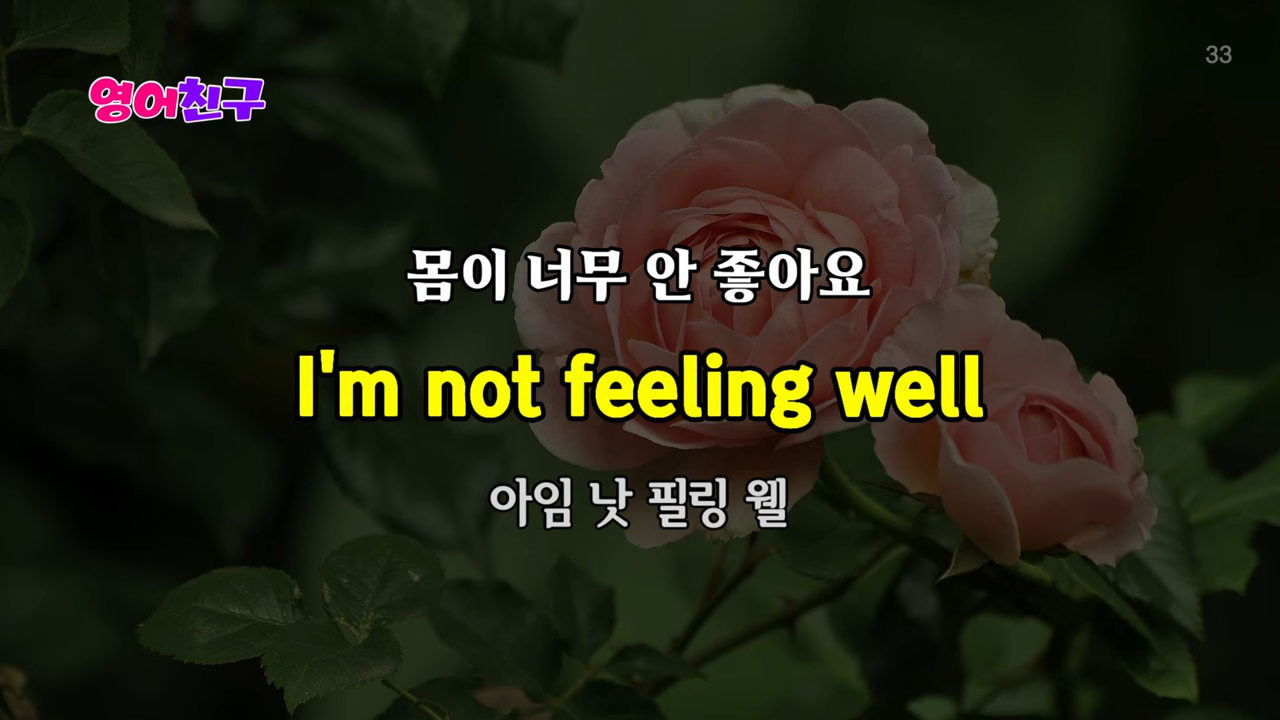 33
영어친구
몸이 너무 안 좋아요
I'm not feeling well
아임 낫 필링 웰